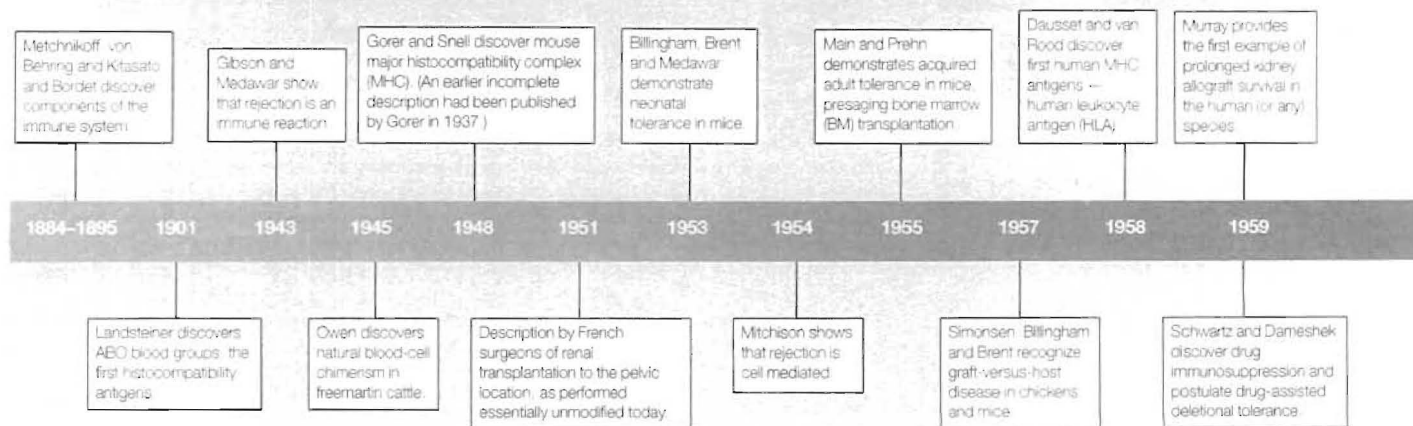 Metchnikoff, von
Behring and Kitasato
and Bordet discover
components of the
immune system
Gibson and
Medawar show
that rejection is an
immune reaction
Gorer and Snell discover mouse
major histocompatibility complex
(MHC). (An earlier incomplete
description had been published
by Gorer in 1937.)
Billingham, Brent
and Medawar
demonstrate
neonatal
tolerance in mice
Main and Prehn
demonstrates acquired
adult tolerance in mice,
presaging bone marrow
(BM) transplantation
Dausset and van
Rood discover
first human MHC
antigens —
human leukocyte
antigen (HLA)
Murray provides
the first example of
prolonged kidney
allograft survival in
the human (or any)
species
1884–1895 1901 1943 1945 1948 1951 1953 1954 1955 1957 1958 1959
Landsteiner discovers
ABO blood groups: the
first histocompatibility
antigens
Owen discovers
natural blood-cell
chimerism in
freemartin cattle.
Description by French
surgeons of renal
transplantation to the pelvic
location, as performed
essentially unmodified today.
Mitchison shows
that rejection is
cell mediated
Simonsen, Billingham
and Brent recognize
graft-versus-host
disease in chickens
and mice
Schwartz and Dameshek
discover drug
immunosuppression and
postulate drug-assisted
deletional tolerance.